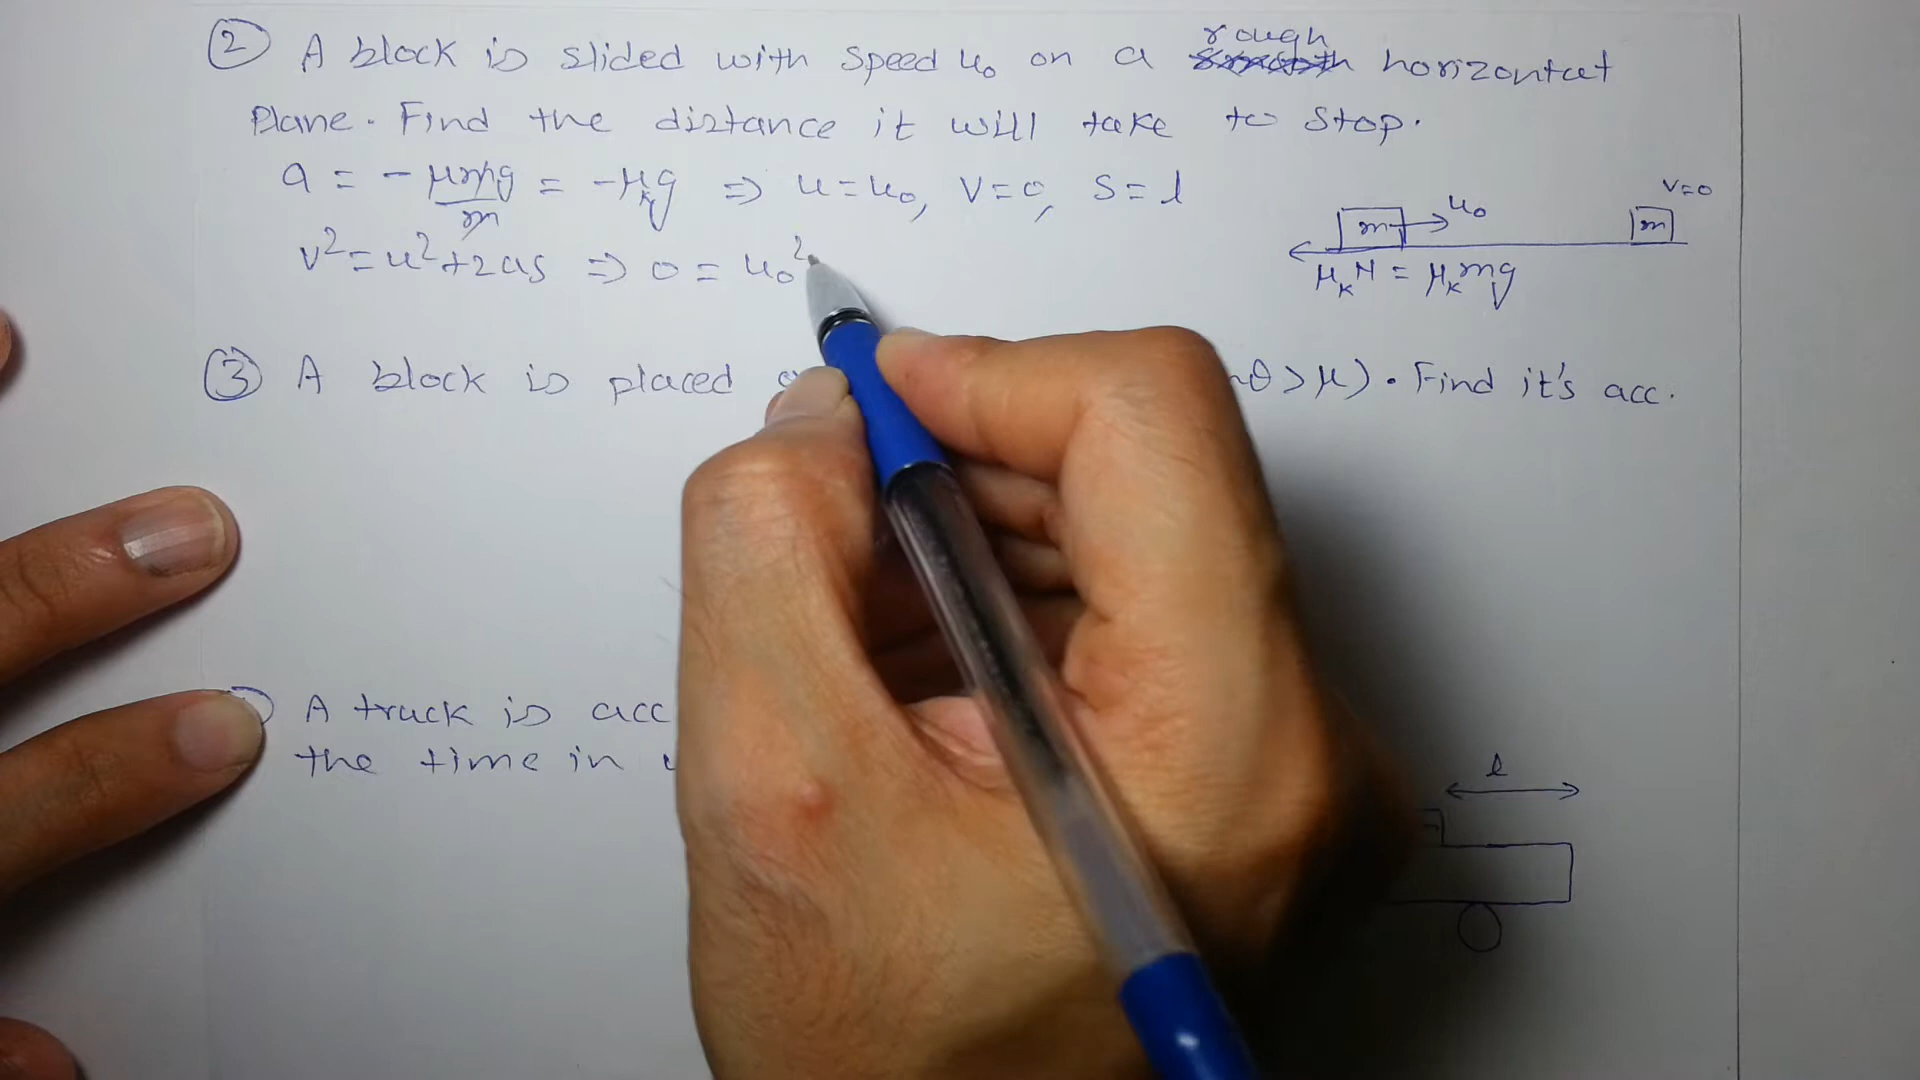 ② A block is slided with speed u₀ on a rough horizontal
Plane. Find the distance it will take to stop.
a = -μmg/m = -μₖg ⇒ u=u₀, v=0, s=l
v=0
u₀
m
m
v²=u²+2as ⇒ 0 = u₀²
μₖN = μₖmg
③ A block is placed θ>μ). Find it's acc.
A truck is acc
the time in
l